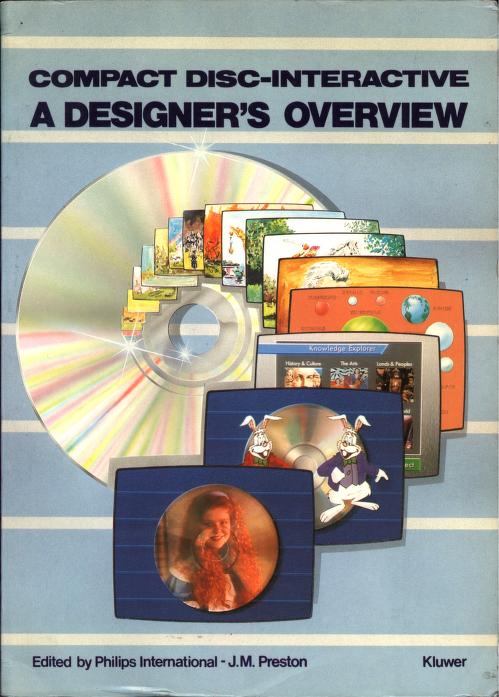 COMPACT DISC-INTERACTIVE
A DESIGNER'S OVERVIEW
Knowledge Explorer
History & Culture The Arts Lands & Peoples
Edited by Philips International - J.M. Preston Kluwer